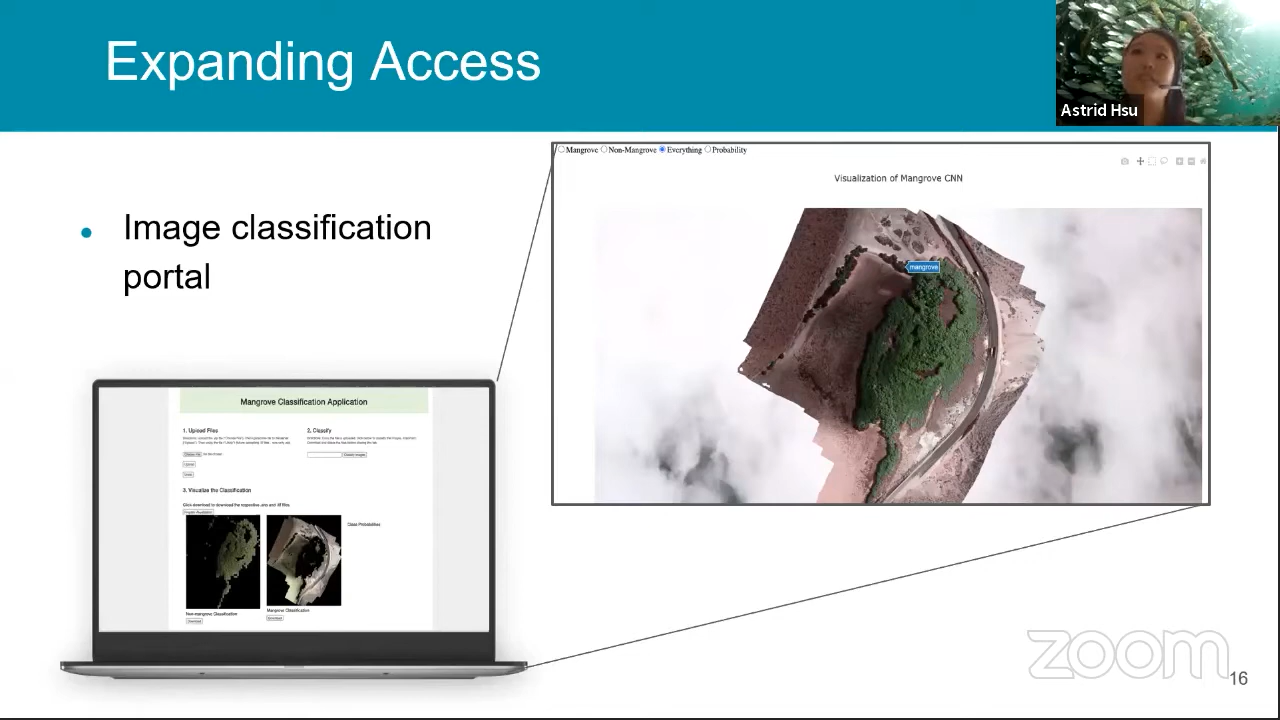 Expanding Access
Astrid Hsu
Mangrove Non-Mangrove Everything Probability
Visualization of Mangrove CNN
mangrove
Image classification
portal
Mangrove Classification Application
1. Upload Files
2. Classify
3. Visualize the Classification
Class Probabilities
Non-mangrove Classification
Mangrove Classification
Download
Download
zoom
16